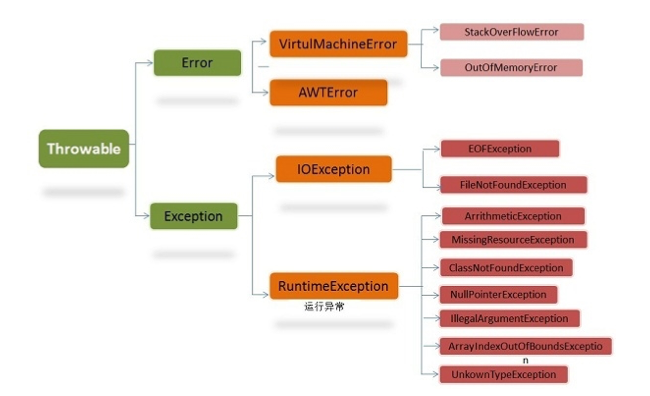 Throwable
Error
VirtulMachineError
StackOverFlowError
OutOfMemoryError
AWTError
Exception
IOException
EOFException
FileNotFoundException
RuntimeException
运行异常
ArrithmeticException
MissingResourceException
ClassNotFoundException
NullPointerException
IllegalArgumentException
ArrayIndexOutOfBoundsExceptio
n
UnkownTypeException